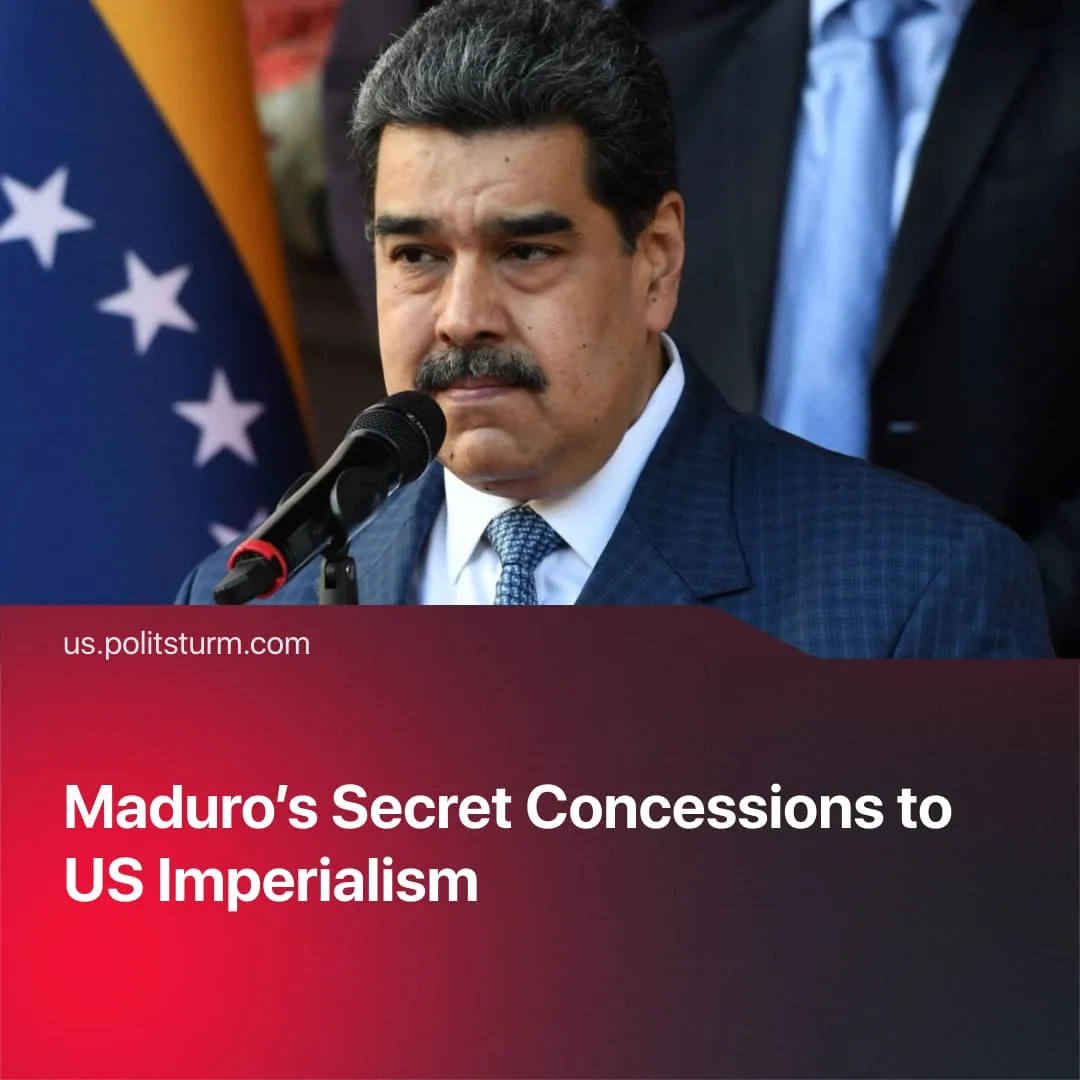 us.politsturm.com
Maduro’s Secret Concessions to
US Imperialism